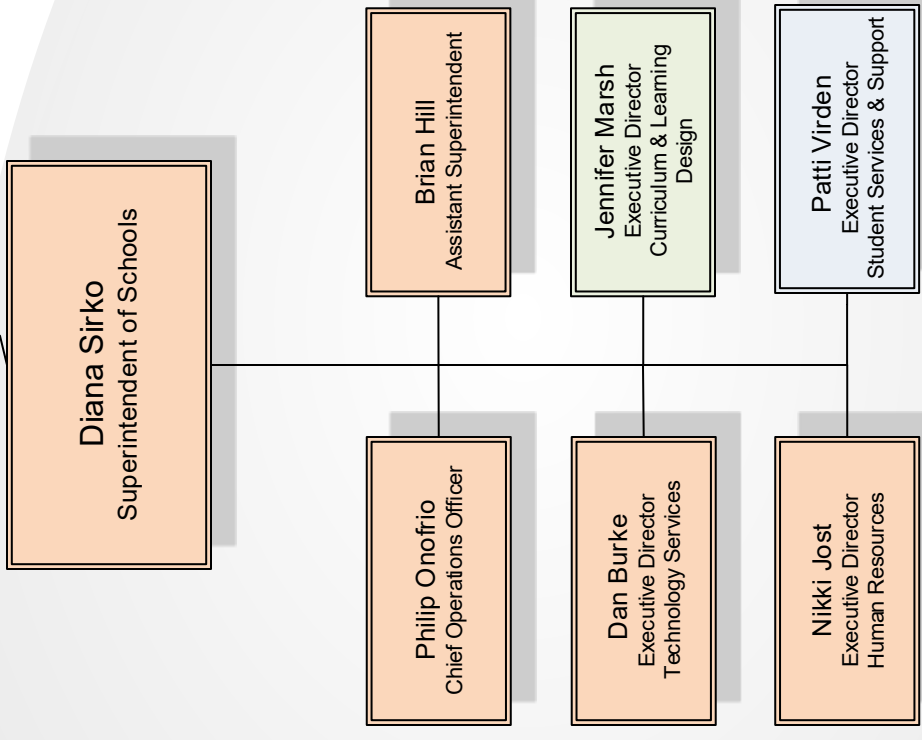 Diana Sirko
Superintendent of Schools
Philip Onofrio
Chief Operations Officer
Brian Hill
Assistant Superintendent
Dan Burke
Executive Director
Technology Services
Jennifer Marsh
Executive Director
Curriculum & Learning
Design
Nikki Jost
Executive Director
Human Resources
Patti Virden
Executive Director
Student Services & Support